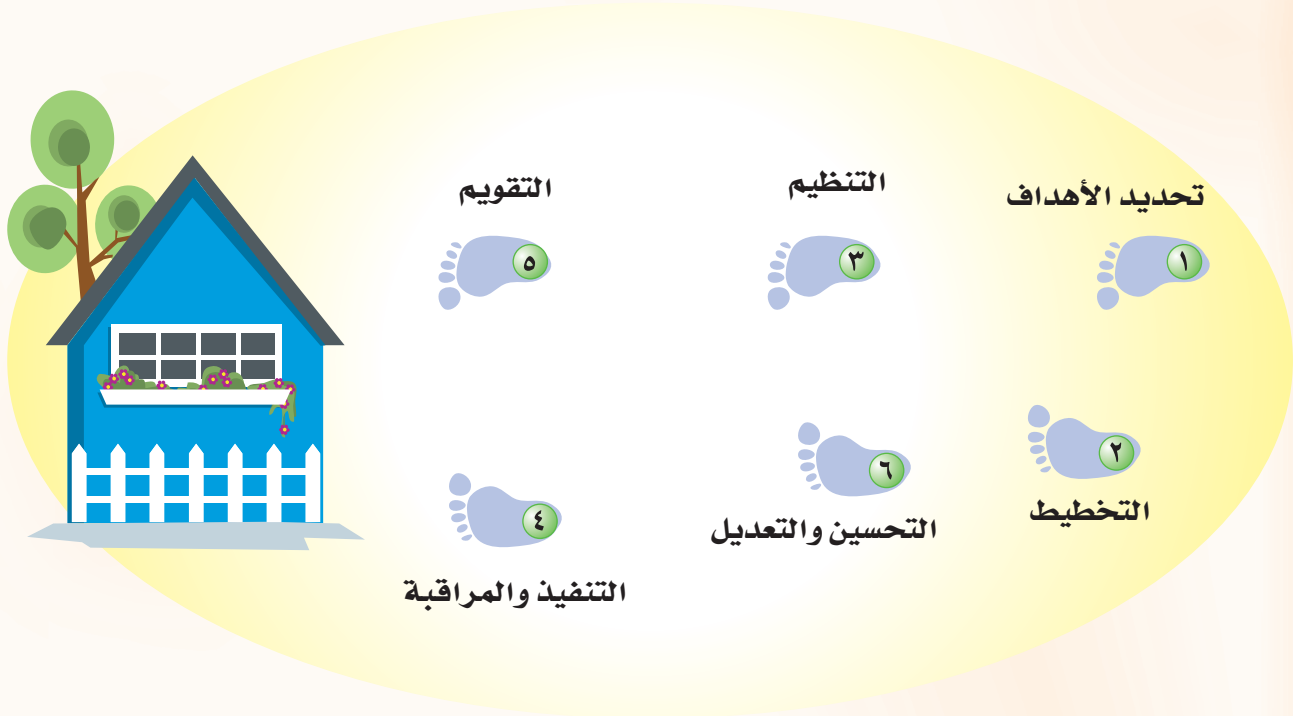 تحديد الأهداف
١
التخطيط
٢
التنظيم
٣
التنفيذ والمراقبة
٤
التقويم
٥
التحسين والتعديل
٦